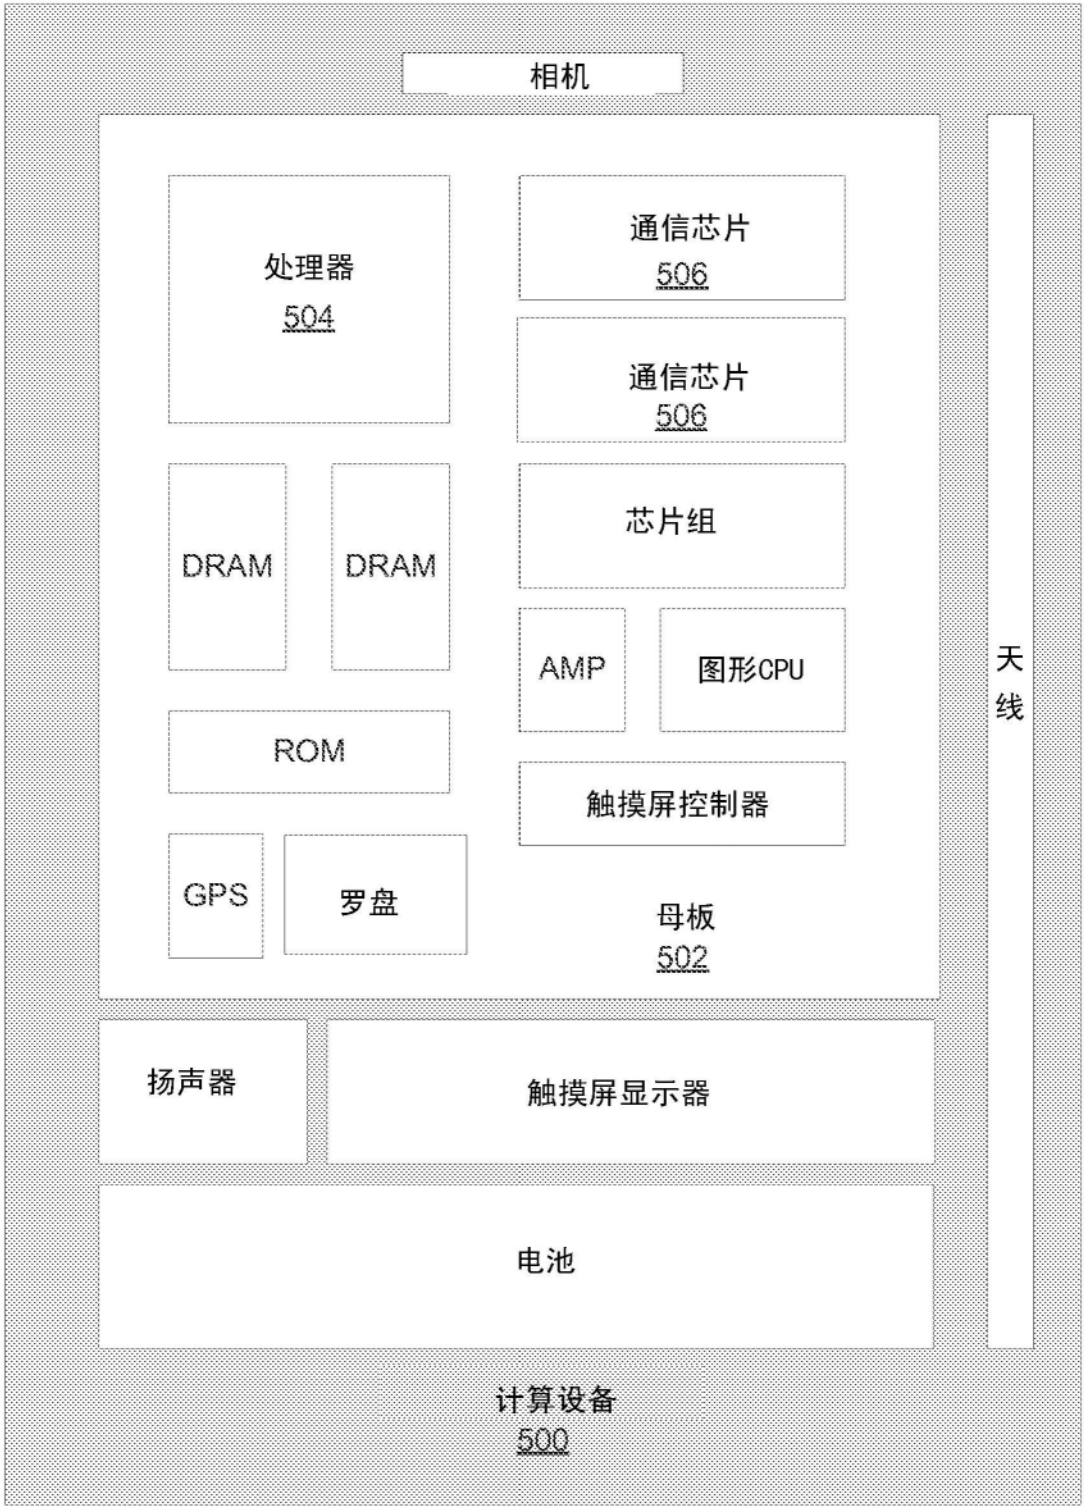 相机
处理器
504
通信芯片
506
通信芯片
506
DRAM
DRAM
芯片组
AMP
图形CPU
ROM
触摸屏控制器
GPS
罗盘
母板
502
天
线
扬声器
触摸屏显示器
电池
计算设备
500